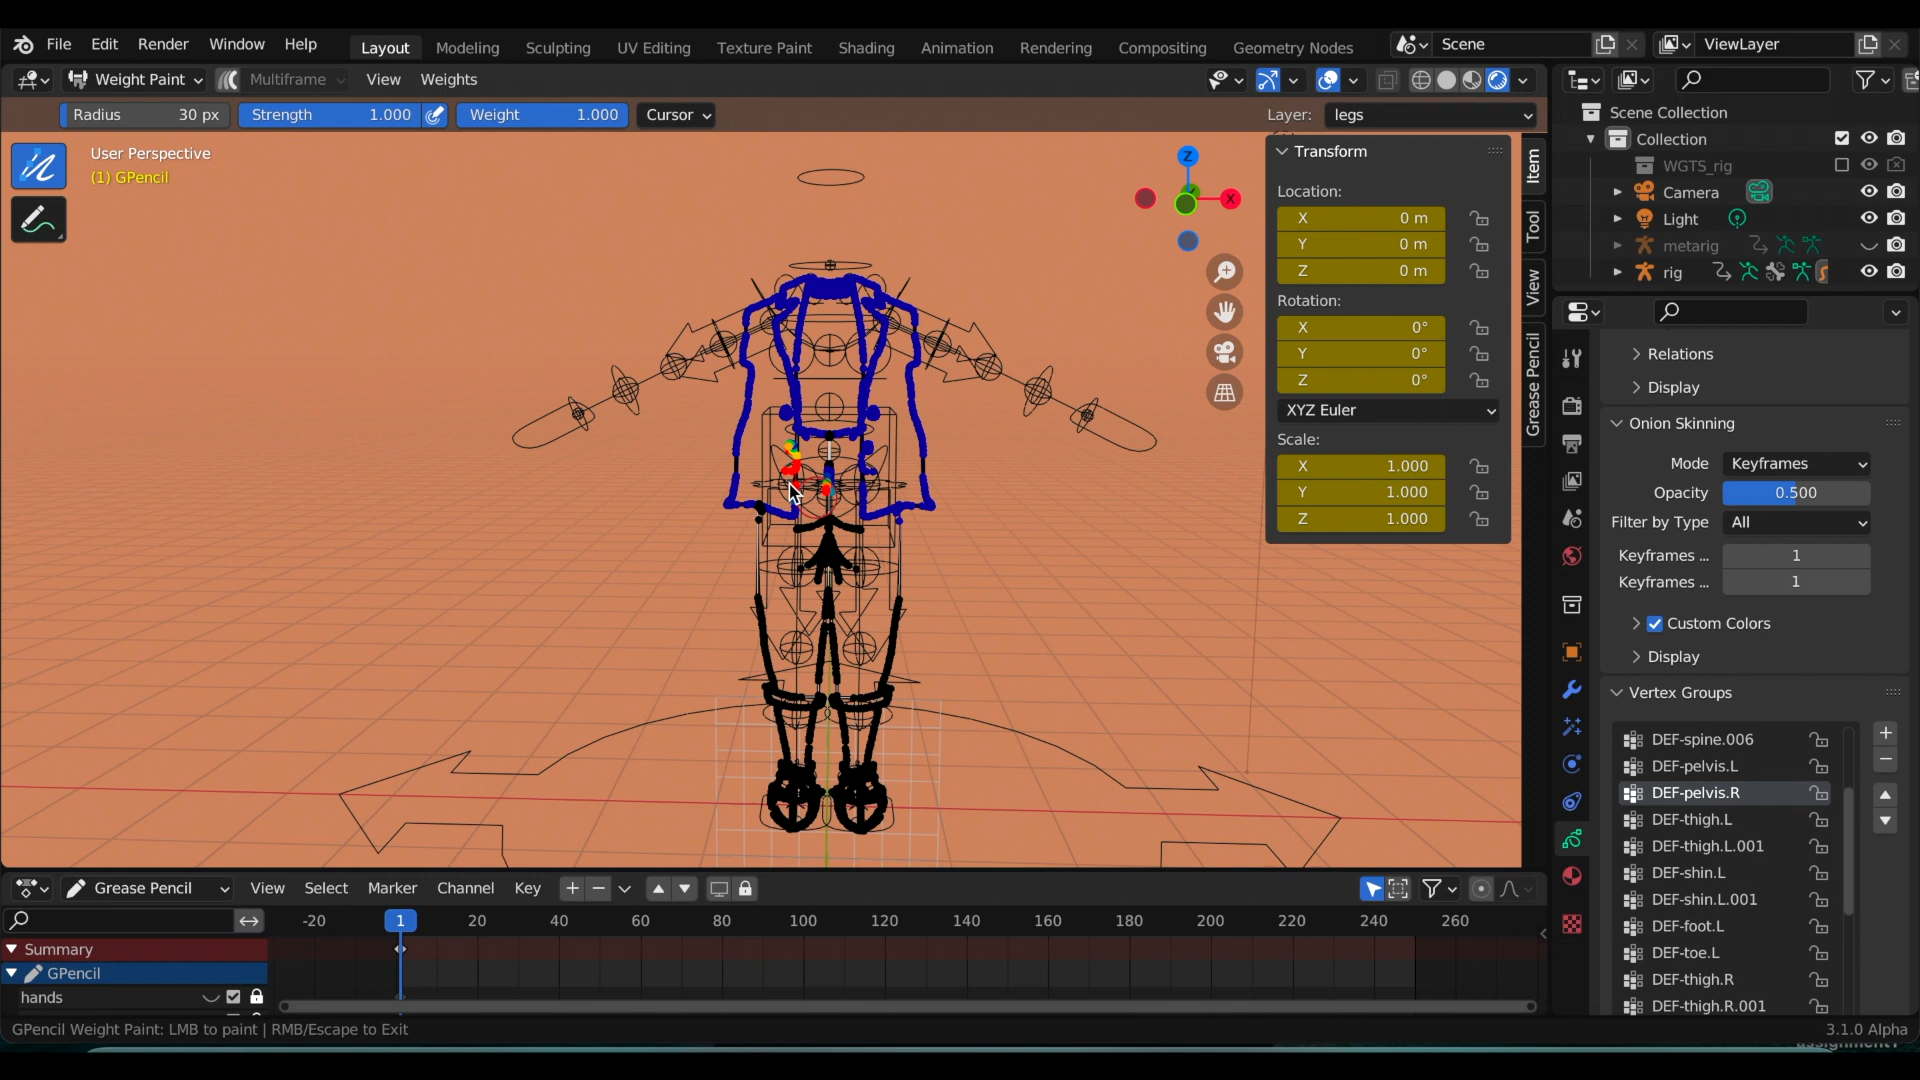 File Edit Render Window Help Layout Modeling Sculpting UV Editing Texture Paint Shading Animation Rendering Compositing Geometry Nodes Scene ViewLayer
Weight Paint Multiframe View Weights
Radius 30 px Strength 1.000 Weight 1.000 Cursor Layer: legs
User Perspective
(1) GPencil
Z
X
Transform
Location:
X 0 m
Y 0 m
Z 0 m
Rotation:
X 0°
Y 0°
Z 0°
XYZ Euler
Scale:
X 1.000
Y 1.000
Z 1.000
Item
Tool
View
Grease Pencil
Scene Collection
Collection
WGTS_rig
Camera
Light
metarig
rig
Relations
Display
Onion Skinning
Mode Keyframes
Opacity 0.500
Filter by Type All
Keyframes ... 1
Keyframes ... 1
Custom Colors
Display
Vertex Groups
DEF-spine.006
DEF-pelvis.L
DEF-pelvis.R
DEF-thigh.L
DEF-thigh.L.001
DEF-shin.L
DEF-shin.L.001
DEF-foot.L
DEF-toe.L
DEF-thigh.R
DEF-thigh.R.001
Grease Pencil View Select Marker Channel Key
-20 1 20 40 60 80 100 120 140 160 180 200 220 240 260
Summary
GPencil
hands
GPencil Weight Paint: LMB to paint | RMB/Escape to Exit 3.1.0 Alpha